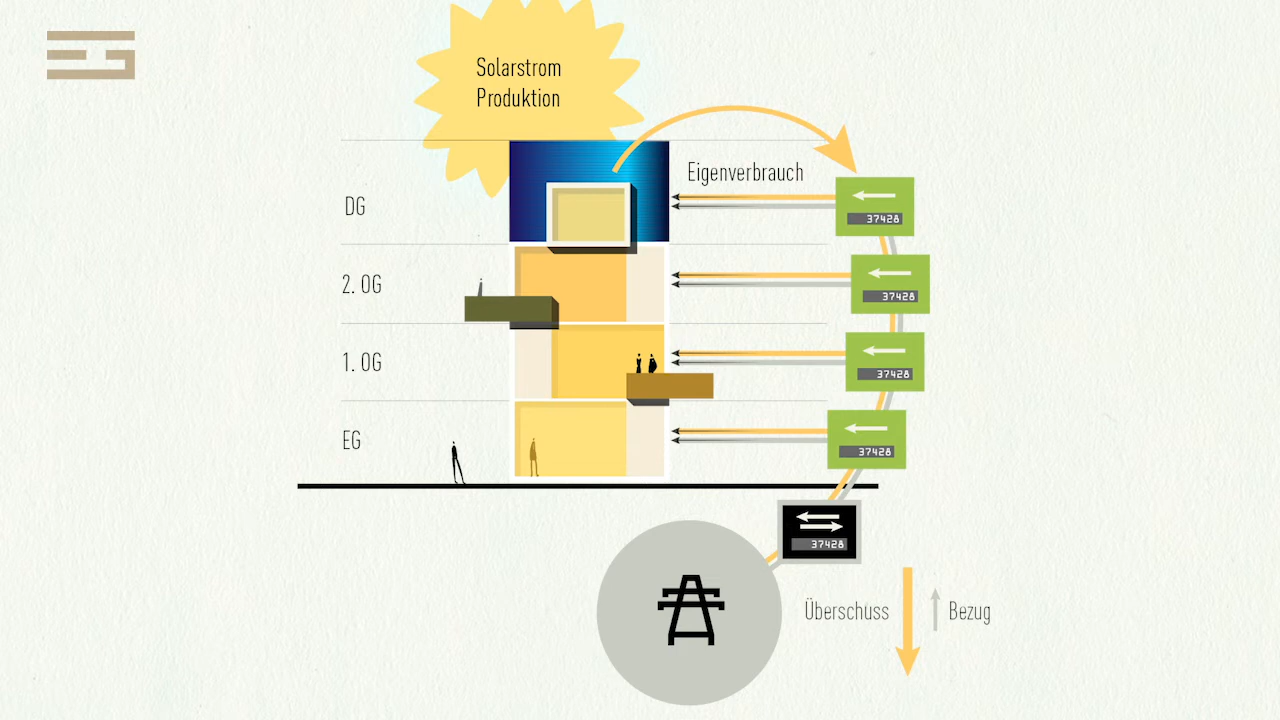 Solarstrom
Produktion
Eigenverbrauch
DG
37428
2. OG
37428
1. OG
37428
EG
37428
37428
Überschuss
Bezug